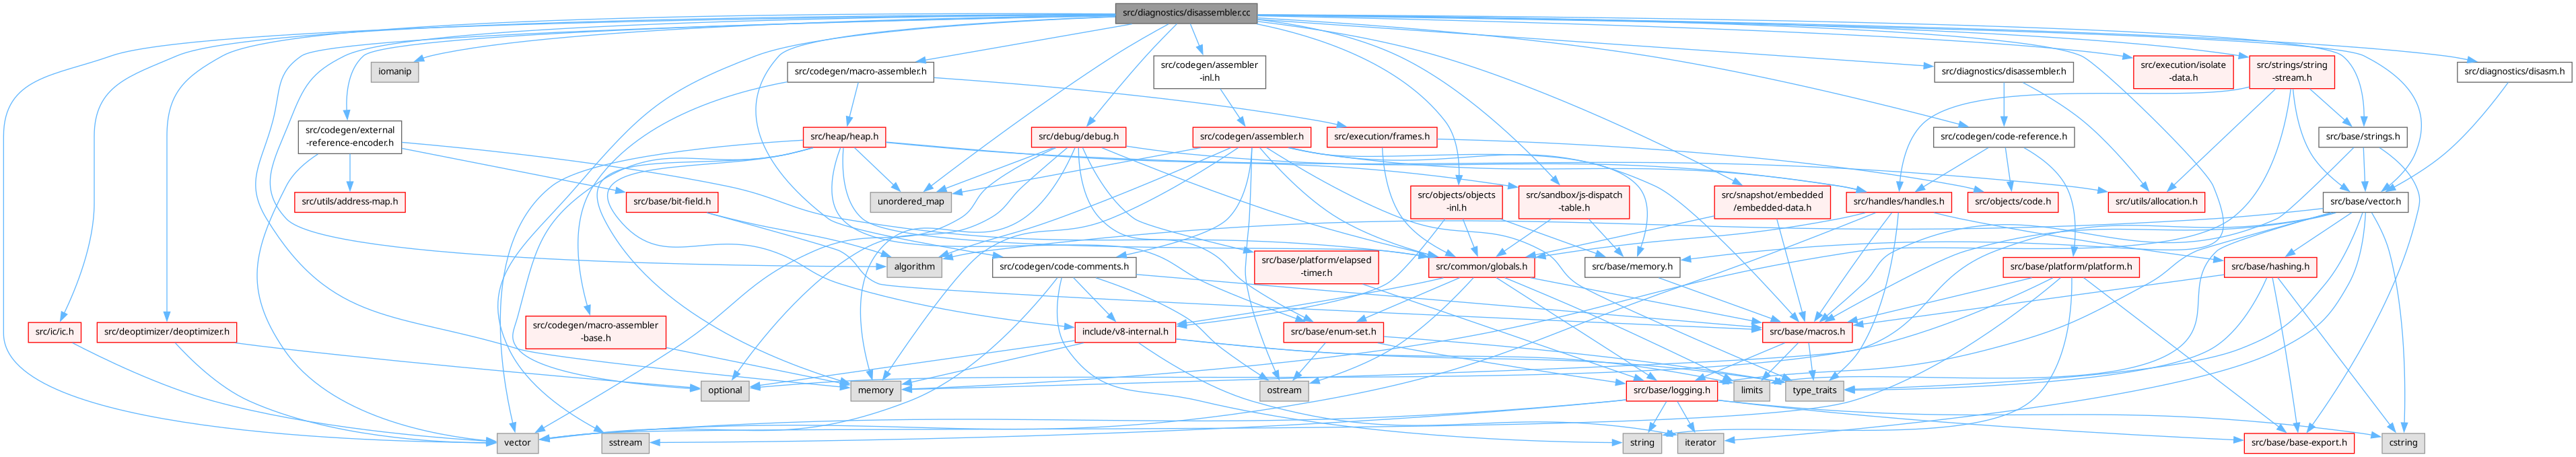 src/diagnostics/disassembler.cc
iomanip
src/codegen/macro-assembler.h
src/codegen/assembler
-inl.h
src/diagnostics/disassembler.h
src/execution/isolate
-data.h
src/strings/string
-stream.h
src/diagnostics/disasm.h
src/codegen/external
-reference-encoder.h
src/heap/heap.h
src/debug/debug.h
src/codegen/assembler.h
src/execution/frames.h
src/codegen/code-reference.h
src/base/strings.h
src/utils/address-map.h
src/base/bit-field.h
unordered_map
src/objects/objects
-inl.h
src/sandbox/js-dispatch
-table.h
src/snapshot/embedded
/embedded-data.h
src/handles/handles.h
src/objects/code.h
src/utils/allocation.h
src/base/vector.h
algorithm
src/codegen/code-comments.h
src/base/platform/elapsed
-timer.h
src/common/globals.h
src/base/memory.h
src/base/platform/platform.h
src/base/hashing.h
src/ic/ic.h
src/deoptimizer/deoptimizer.h
src/codegen/macro-assembler
-base.h
include/v8-internal.h
src/base/enum-set.h
src/base/macros.h
optional
memory
ostream
src/base/logging.h
limits
type_traits
vector
sstream
string
iterator
src/base/base-export.h
cstring